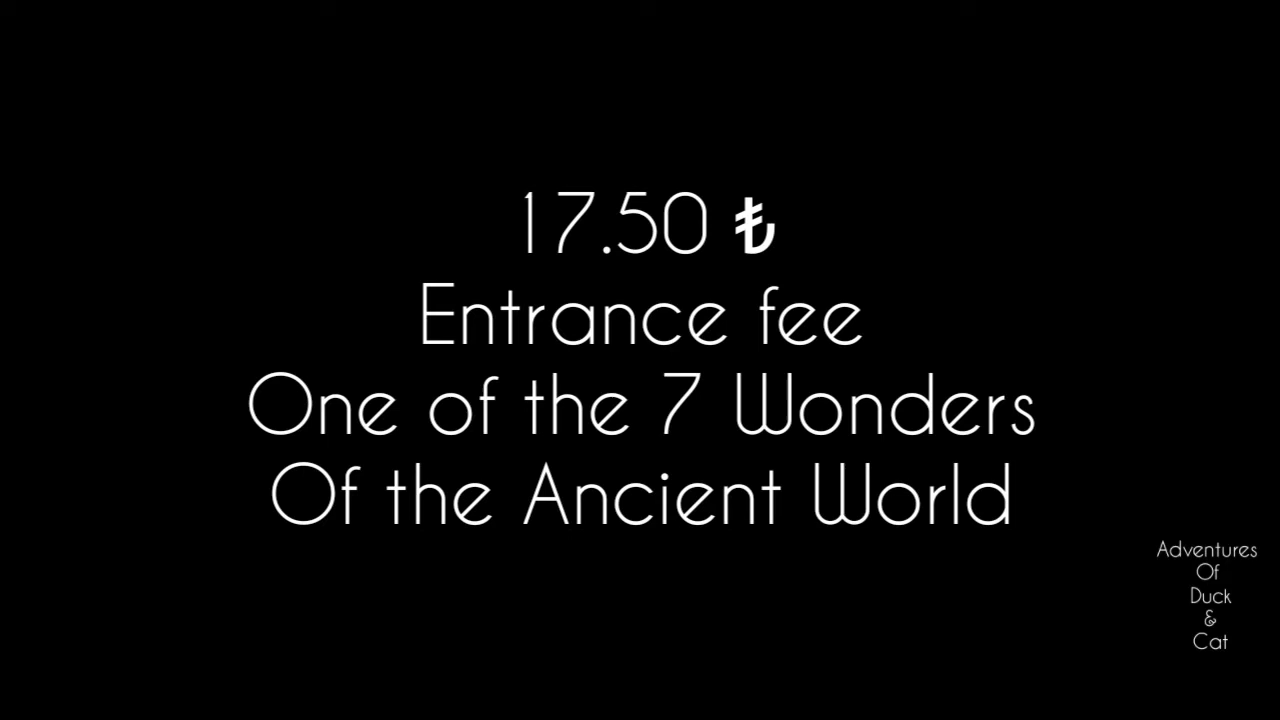 17.50 ₺
Entrance fee
One of the 7 Wonders
Of the Ancient World
Adventures
Of
Duck
&
Cat